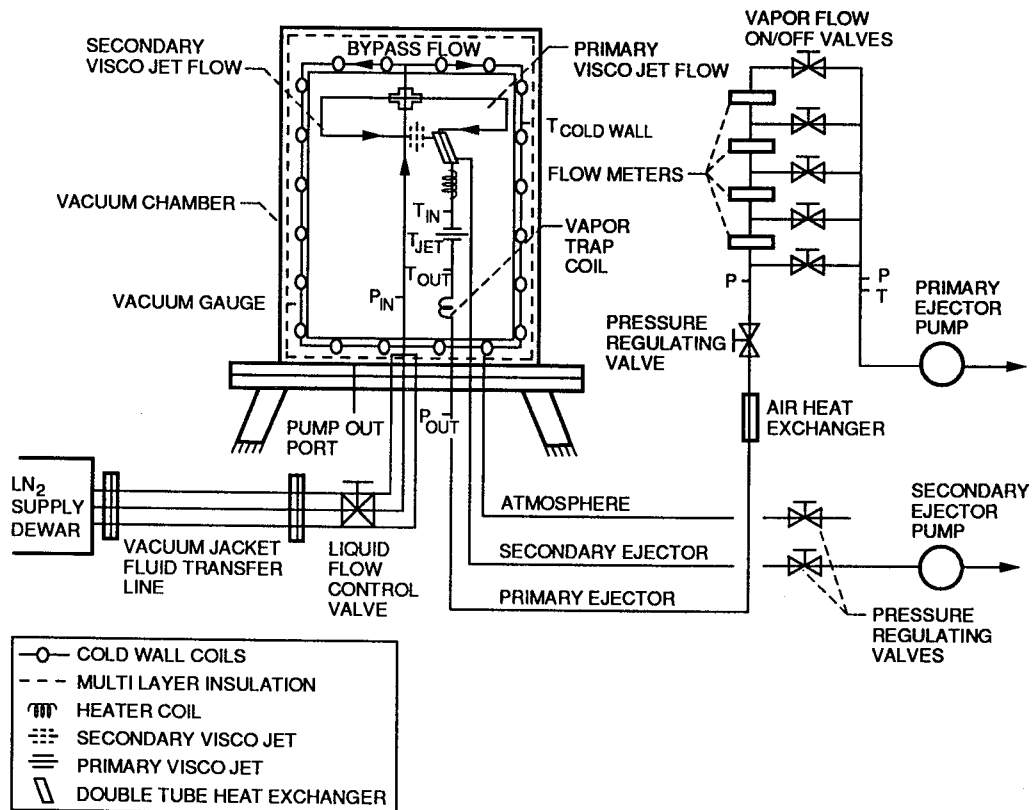 SECONDARY
VISCO JET FLOW
BYPASS FLOW
PRIMARY
VISCO JET FLOW
VAPOR FLOW
ON/OFF VALVES
T COLD WALL
FLOW METERS
VACUUM CHAMBER
T IN
T JET
T OUT
VAPOR
TRAP
COIL
VACUUM GAUGE
P IN
P
P
T
PRIMARY
EJECTOR
PUMP
PRESSURE
REGULATING
VALVE
PUMP OUT
PORT
P OUT
AIR HEAT
EXCHANGER
LN2
SUPPLY
DEWAR
VACUUM JACKET
FLUID TRANSFER
LINE
LIQUID
FLOW
CONTROL
VALVE
ATMOSPHERE
SECONDARY EJECTOR
PRIMARY EJECTOR
SECONDARY
EJECTOR
PUMP
PRESSURE
REGULATING
VALVES
COLD WALL COILS
MULTI LAYER INSULATION
HEATER COIL
SECONDARY VISCO JET
PRIMARY VISCO JET
DOUBLE TUBE HEAT EXCHANGER